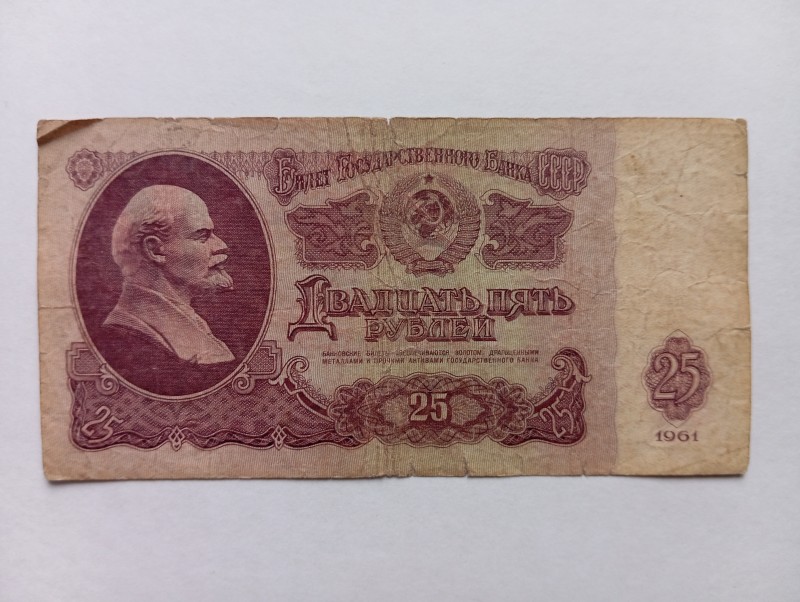 Билет Государственного Банка СССР
Двадцать пять
рублей
БАНКОВСКИЕ БИЛЕТЫ ОБЕСПЕЧИВАЮТСЯ ЗОЛОТОМ, ДРАГОЦЕННЫМИ
МЕТАЛЛАМИ И ПРОЧИМИ АКТИВАМИ ГОСУДАРСТВЕННОГО БАНКА
25
25
25
25
1961